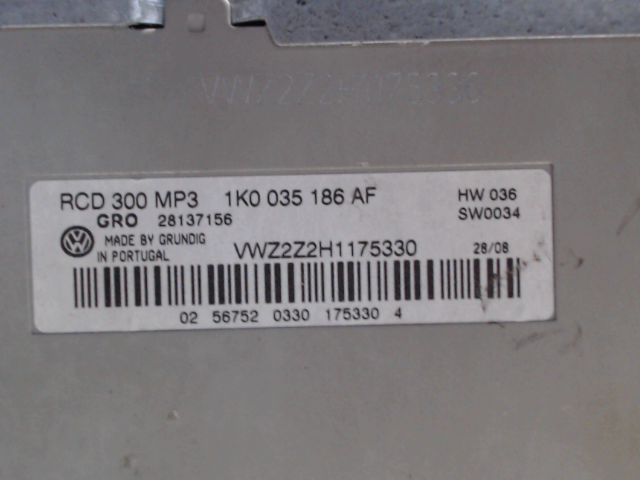 VWZ2Z2H1175330
RCD 300 MP3 1K0 035 186 AF HW 036
GRO 28137156 SW0034
MADE BY GRUNDIG
IN PORTUGAL VWZ2Z2H1175330 28/08
02 56752 0330 175330 4